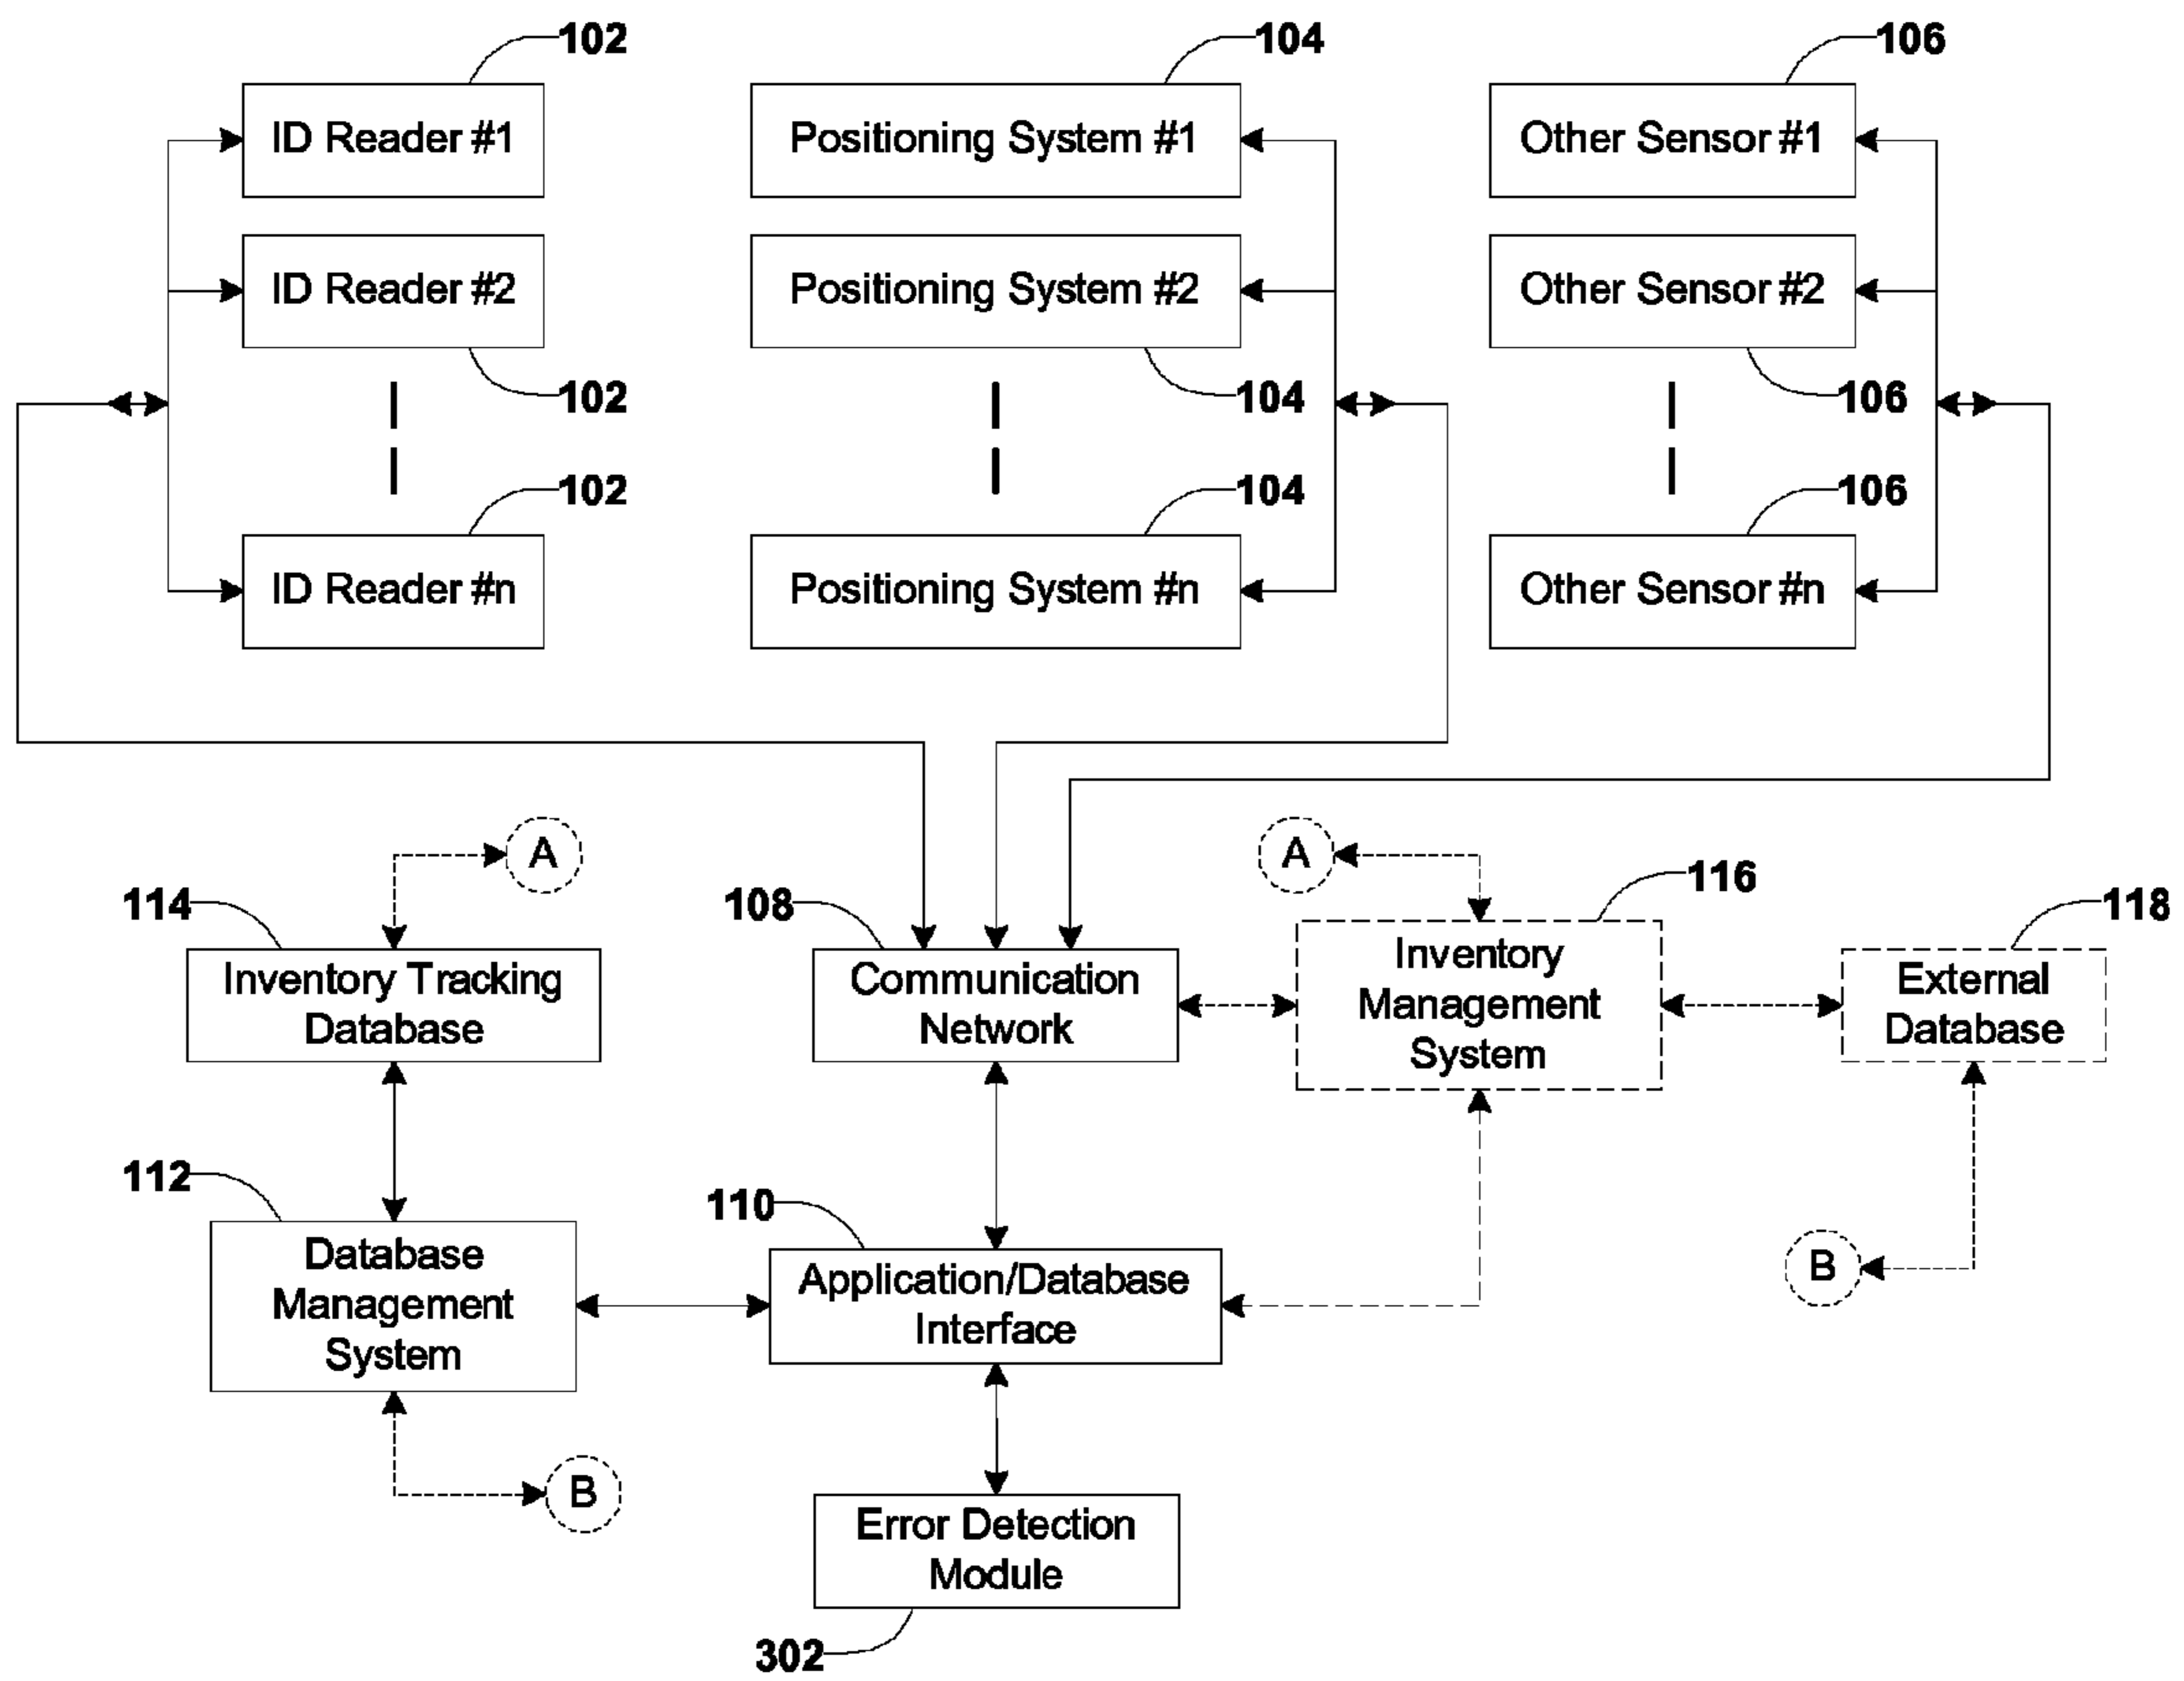 102
104
106
ID Reader #1
Positioning System #1
Other Sensor #1
ID Reader #2
Positioning System #2
Other Sensor #2
102
104
106
102
104
106
ID Reader #n
Positioning System #n
Other Sensor #n
A
A
114
108
116
118
Inventory Tracking
Database
Communication
Network
Inventory
Management
System
External
Database
112
110
B
Database
Management
System
Application/Database
Interface
B
Error Detection
Module
302